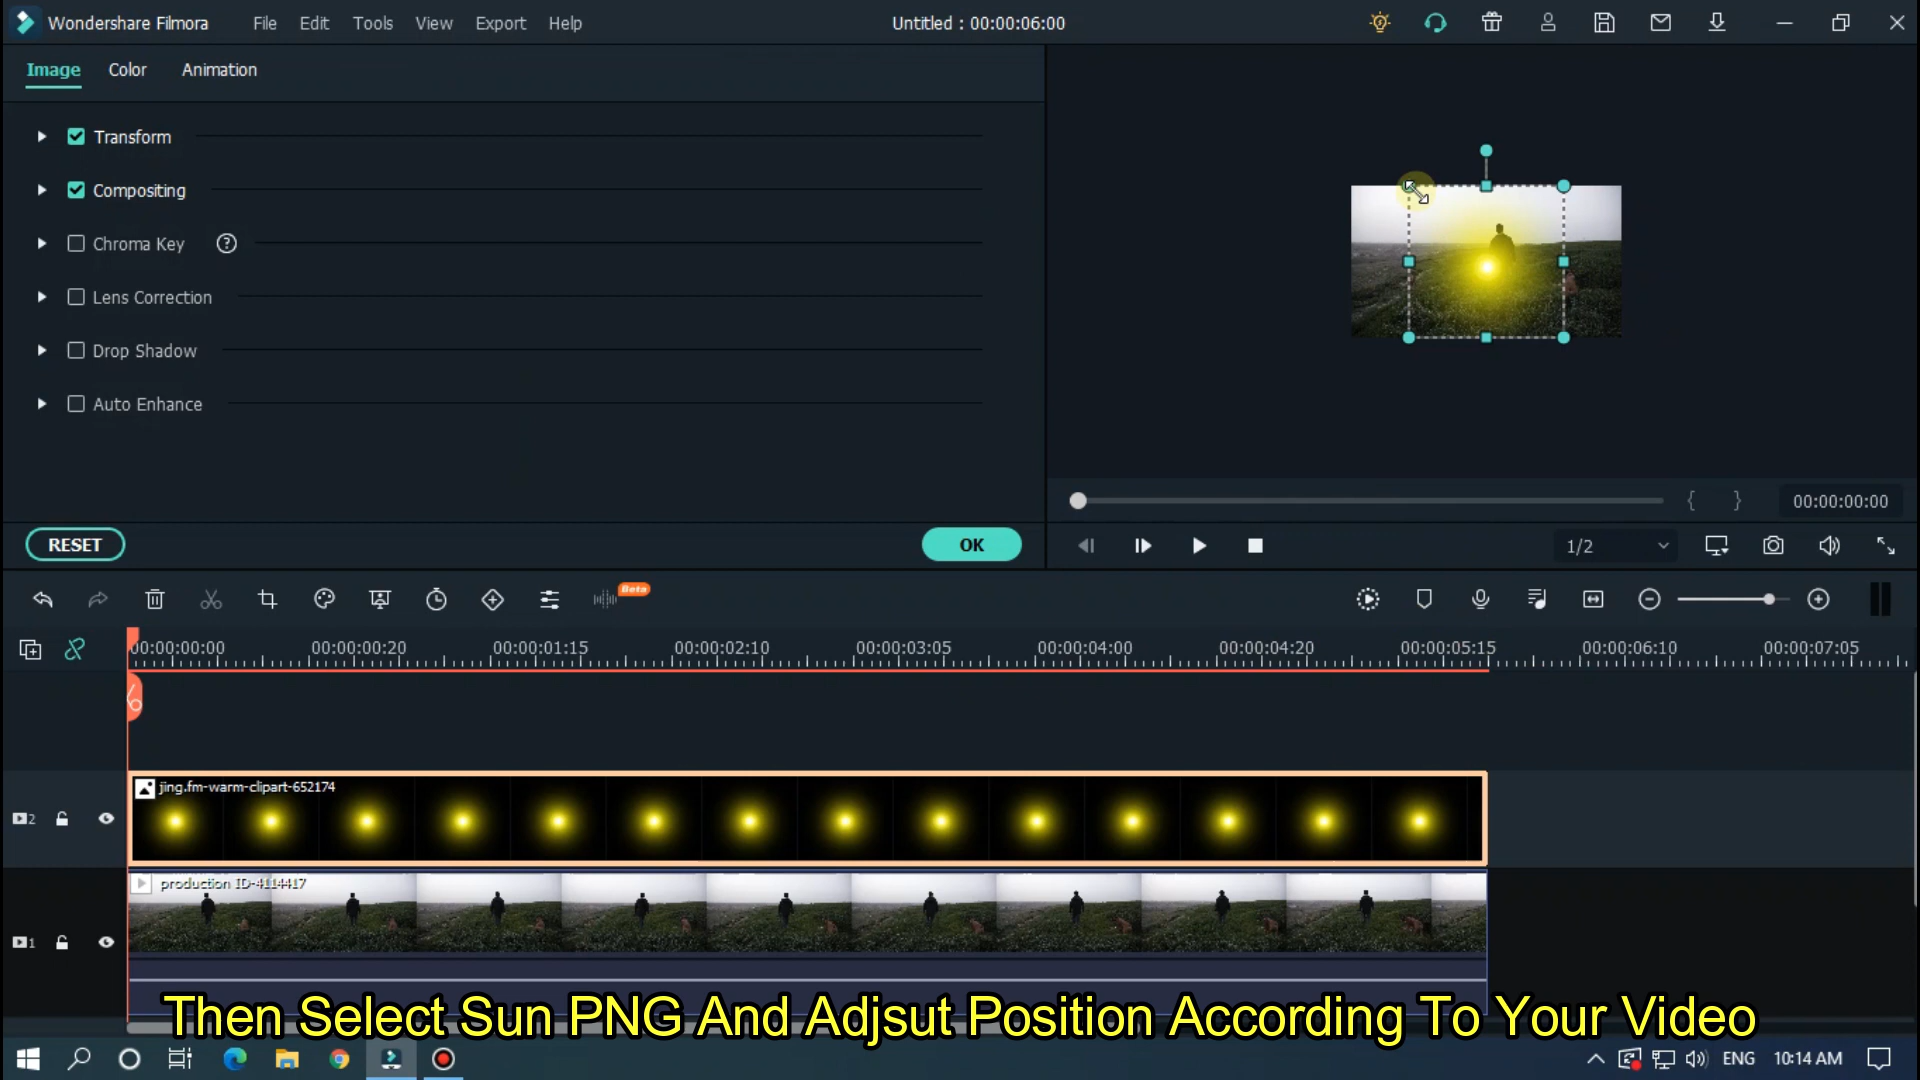 Wondershare Filmora
File
Edit
Tools
View
Export
Help
Untitled : 00:00:06:00
Image
Color
Animation
Transform
Compositing
Chroma Key
?
Lens Correction
Drop Shadow
Auto Enhance
RESET
OK
{ }
00:00:00:00
1/2
Beta
00:00:00:00
00:00:00:20
00:00:01:15
00:00:02:10
00:00:03:05
00:00:04:00
00:00:04:20
00:00:05:15
00:00:06:10
00:00:07:05
jing.fm-warm-clipart-652174
2
production ID-4114417
1
Then Select Sun PNG And Adjsut Position According To Your Video
ENG
10:14 AM